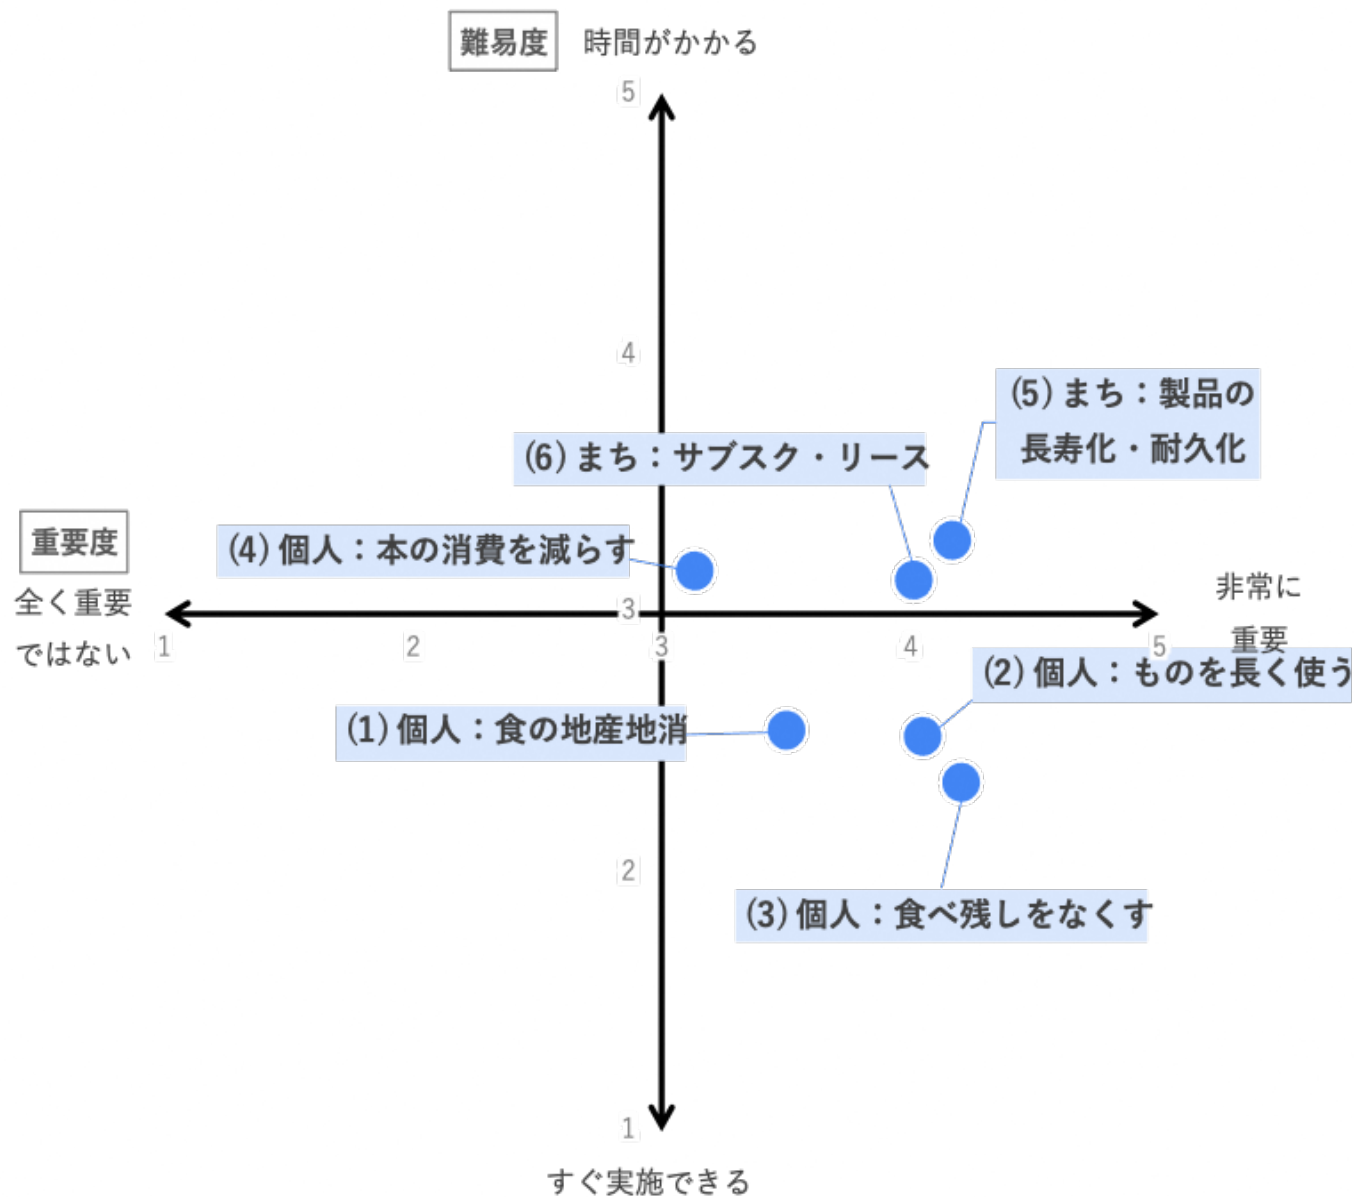 難易度 時間がかかる
5
4
(5) まち：製品の
長寿化・耐久化
(6) まち：サブスク・リース
重要度
(4) 個人：本の消費を減らす
全く重要
ではない
非常に
重要
3
1 2 3 4 5
(2) 個人：ものを長く使う
(1) 個人：食の地産地消
2
(3) 個人：食べ残しをなくす
1
すぐ実施できる